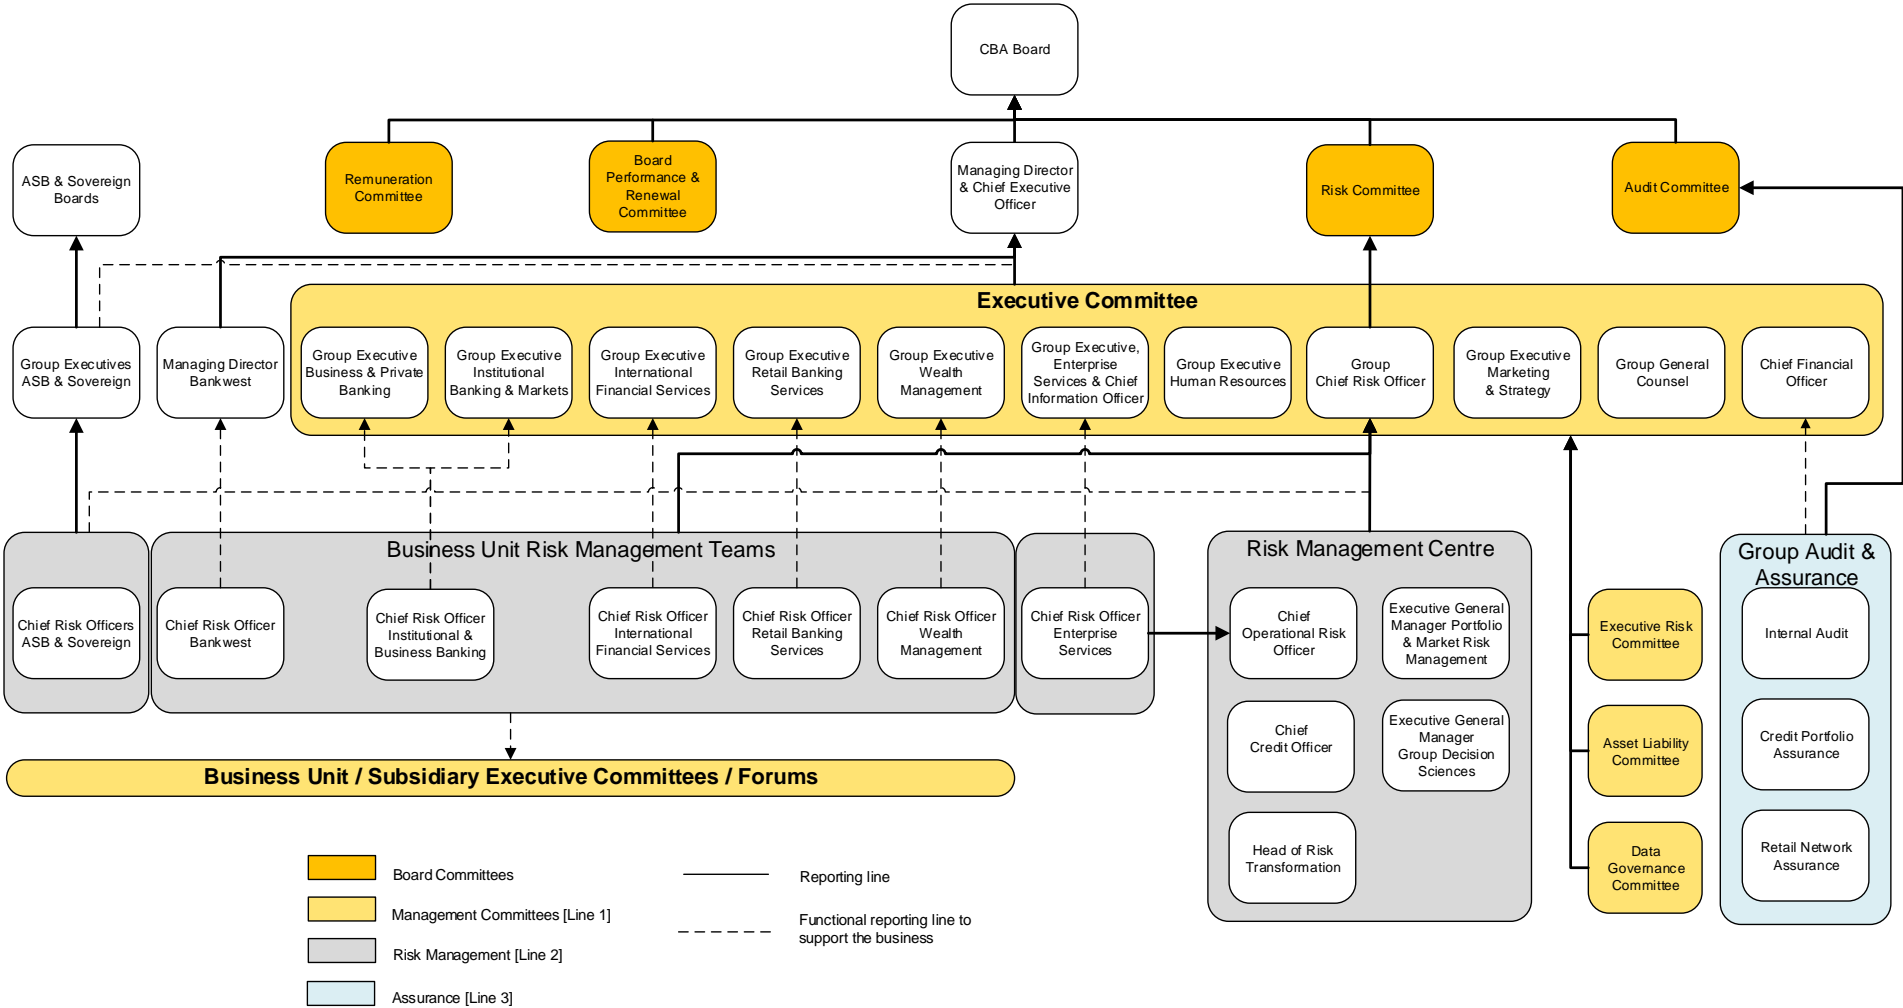 CBA Board
ASB & Sovereign
Boards
Remuneration
Committee
Board
Performance &
Renewal
Committee
Managing Director
& Chief Executive
Officer
Risk Committee
Audit Committee
Executive Committee
Group Executives
ASB & Sovereign
Managing Director
Bankwest
Group Executive
Business & Private
Banking
Group Executive
Institutional
Banking & Markets
Group Executive
International
Financial Services
Group Executive
Retail Banking
Services
Group Executive
Wealth
Management
Group Executive,
Enterprise
Services & Chief
Information Officer
Group Executive
Human Resources
Group
Chief Risk Officer
Group Executive
Marketing
& Strategy
Group General
Counsel
Chief Financial
Officer
Business Unit Risk Management Teams
Risk Management Centre
Group Audit &
Assurance
Chief Risk Officers
ASB & Sovereign
Chief Risk Officer
Bankwest
Chief Risk Officer
Institutional &
Business Banking
Chief Risk Officer
International
Financial Services
Chief Risk Officer
Retail Banking
Services
Chief Risk Officer
Wealth
Management
Chief Risk Officer
Enterprise
Services
Chief
Operational Risk
Officer
Executive General
Manager Portfolio
& Market Risk
Management
Executive Risk
Committee
Internal Audit
Chief
Credit Officer
Executive General
Manager
Group Decision
Sciences
Asset Liability
Committee
Credit Portfolio
Assurance
Business Unit / Subsidiary Executive Committees / Forums
Head of Risk
Transformation
Data
Governance
Committee
Retail Network
Assurance
Board Committees
Reporting line
Management Committees [Line 1]
Functional reporting line to
support the business
Risk Management [Line 2]
Assurance [Line 3]